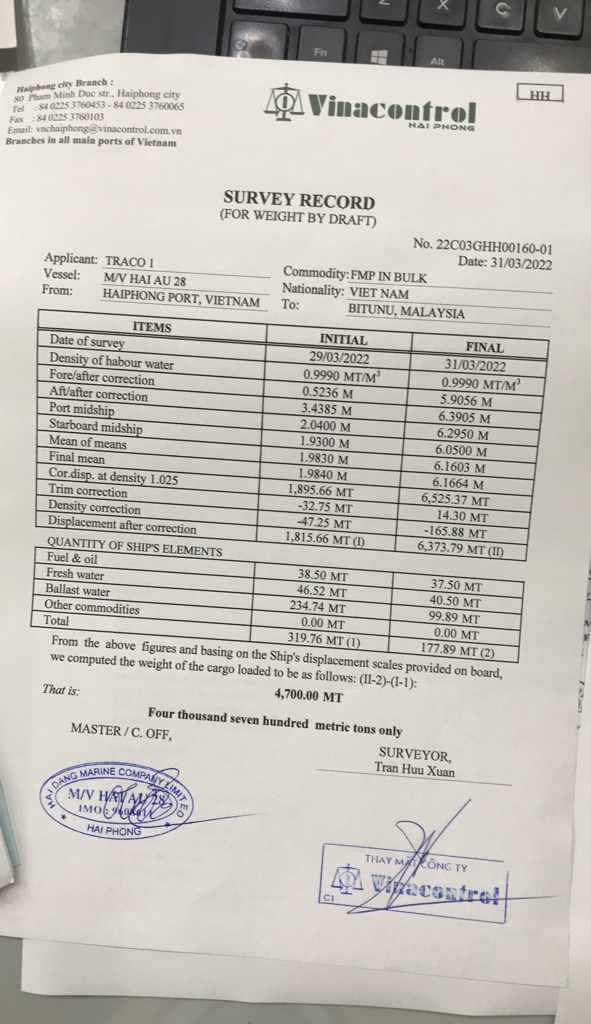 Fn
Alt
X
C
V
Haiphong city Branch :
80 Pham Minh Duc str., Haiphong city
Tel : 84 0225 3760453 - 84 0225 3760065
Fax : 84 0225 3760103
Email: vnchaiphong@vinacontrol.com.vn
Branches in all main ports of Vietnam
Vinacontrol
HAI PHONG
HH
SURVEY RECORD
(FOR WEIGHT BY DRAFT)
No. 22C03GHH00160-01
Date: 31/03/2022
Applicant: TRACO 1
Commodity: FMP IN BULK
Vessel: M/V HAI AU 28
Nationality: VIET NAM
From: HAIPHONG PORT, VIETNAM
To: BITUNU, MALAYSIA
ITEMS INITIAL FINAL
Date of survey 29/03/2022 31/03/2022
Density of habour water 0.9990 MT/M³ 0.9990 MT/M³
Fore/after correction 0.5236 M 5.9056 M
Aft/after correction 3.4385 M 6.3905 M
Port midship 2.0400 M 6.2950 M
Starboard midship 1.9300 M 6.0500 M
Mean of means 1.9830 M 6.1603 M
Final mean 1.9840 M 6.1664 M
Cor.disp. at density 1.025 1,895.66 MT 6,525.37 MT
Trim correction -32.75 MT 14.30 MT
Density correction -47.25 MT -165.88 MT
Displacement after correction 1,815.66 MT (I) 6,373.79 MT (II)
QUANTITY OF SHIP'S ELEMENTS
Fuel & oil 38.50 MT 37.50 MT
Fresh water 46.52 MT 40.50 MT
Ballast water 234.74 MT 99.89 MT
Other commodities 0.00 MT 0.00 MT
Total 319.76 MT (1) 177.89 MT (2)
From the above figures and basing on the Ship's displacement scales provided on board,
we computed the weight of the cargo loaded to be as follows: (II-2)-(I-1):
That is: 4,700.00 MT
Four thousand seven hundred metric tons only
MASTER / C. OFF,
SURVEYOR,
Tran Huu Xuan
HAI DANG MARINE COMPANY LIMITED
M/V HAI AU 28
IMO:
HAI PHONG
THAY MẶT CÔNG TY
Vinacontrol
CI